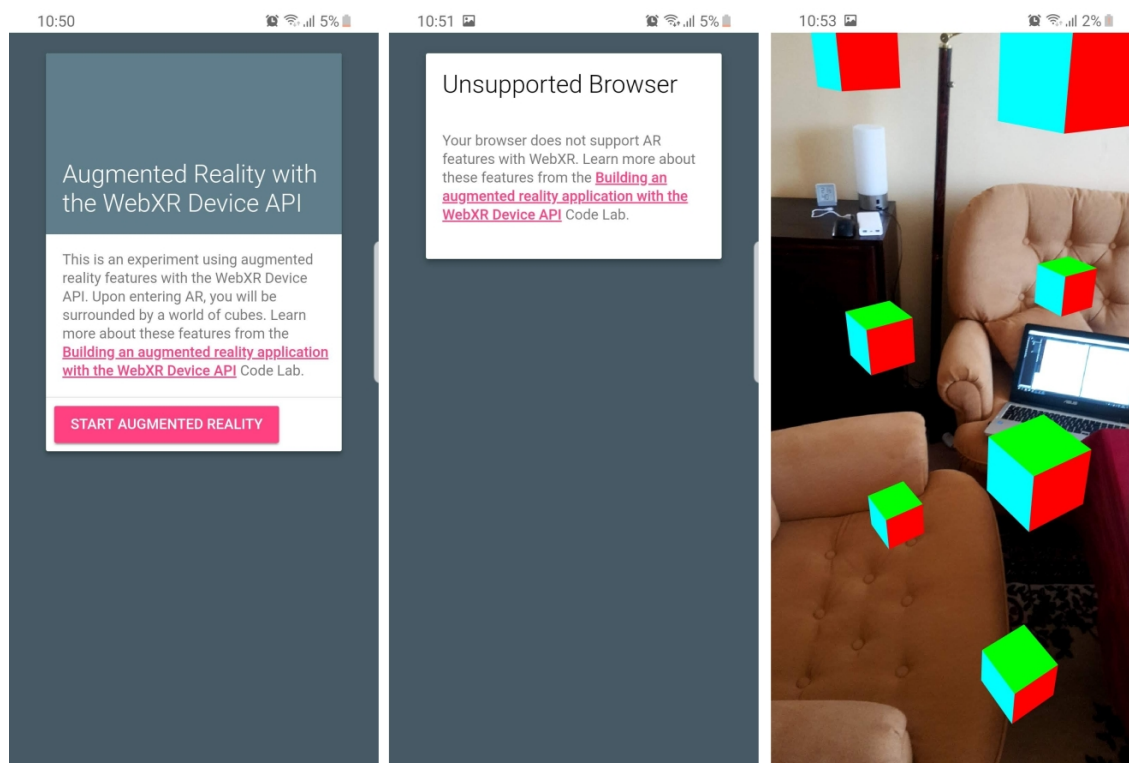 10:50
5%
Augmented Reality with
the WebXR Device API
This is an experiment using augmented
reality features with the WebXR Device
API. Upon entering AR, you will be
surrounded by a world of cubes. Learn
more about these features from the
Building an augmented reality application
with the WebXR Device API Code Lab.
START AUGMENTED REALITY
10:51
5%
Unsupported Browser
Your browser does not support AR
features with WebXR. Learn more about
these features from the Building an
augmented reality application with the
WebXR Device API Code Lab.
10:53
2%